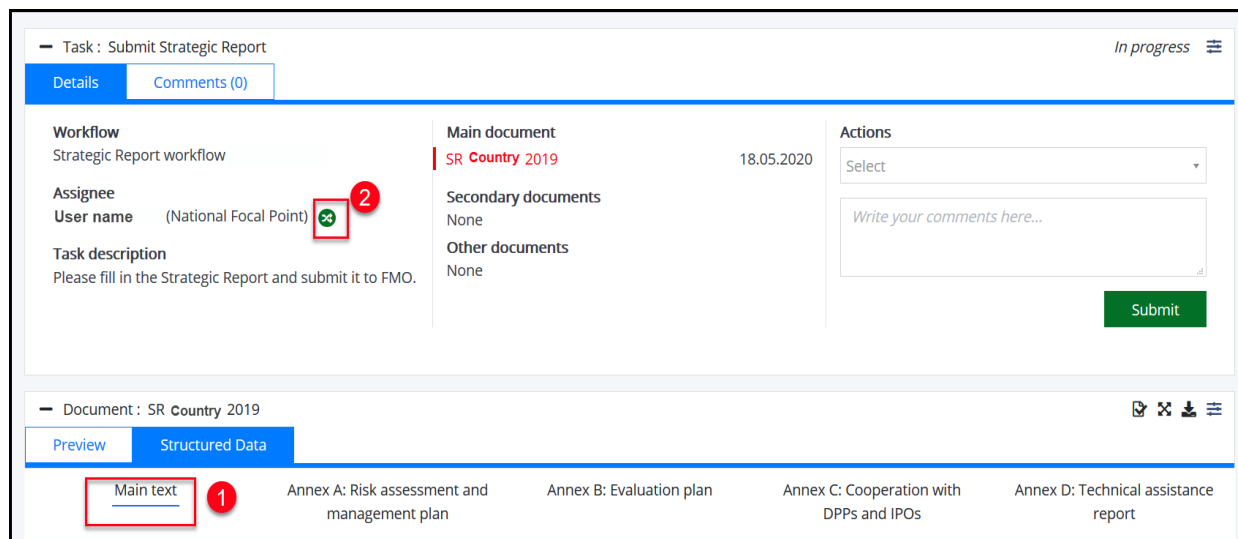 Task : Submit Strategic Report
In progress
Details
Comments (0)
Workflow
Strategic Report workflow
Assignee
User name (National Focal Point)
2
Task description
Please fill in the Strategic Report and submit it to FMO.
Main document
SR Country 2019
18.05.2020
Secondary documents
None
Other documents
None
Actions
Select
Write your comments here...
Submit
Document : SR Country 2019
Preview
Structured Data
Main text
1
Annex A: Risk assessment and
management plan
Annex B: Evaluation plan
Annex C: Cooperation with
DPPs and IPOs
Annex D: Technical assistance
report